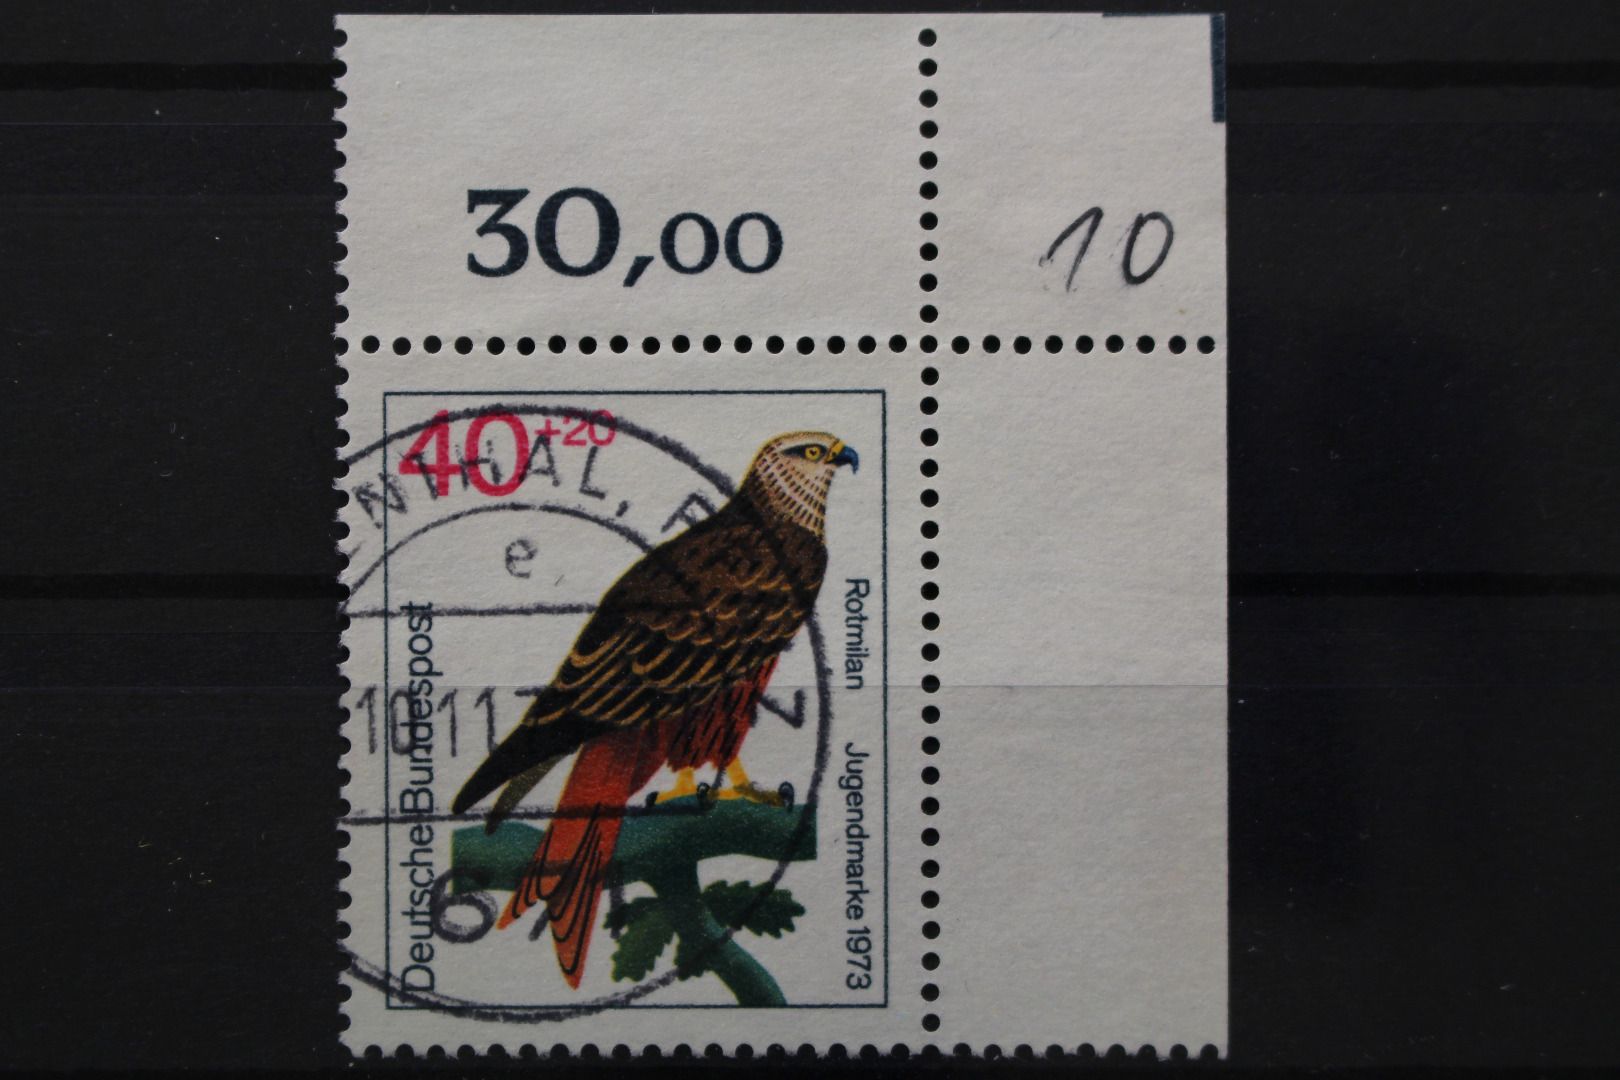 30,00
10
40+20
ENTHAL, F
e
Deutsche Bundespost
Rotmilan Jugendmarke 1973